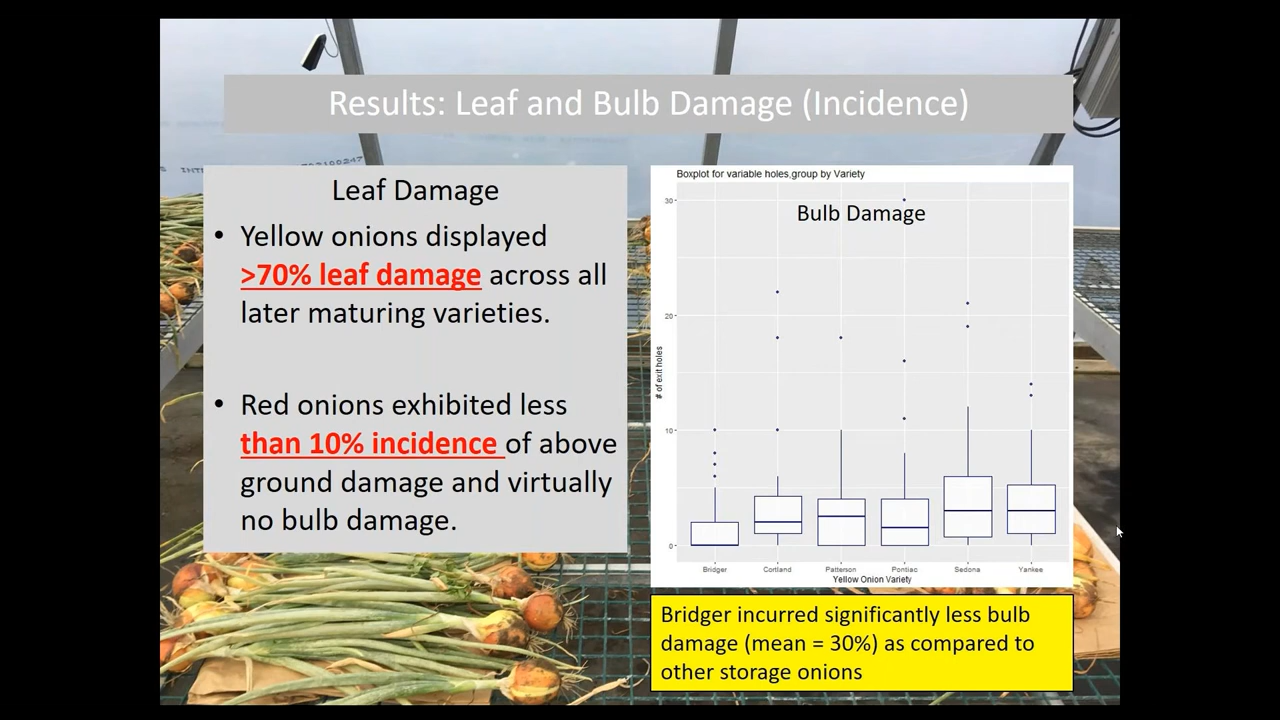 Results: Leaf and Bulb Damage (Incidence)
Leaf Damage
• Yellow onions displayed
>70% leaf damage across all
later maturing varieties.
• Red onions exhibited less
than 10% incidence of above
ground damage and virtually
no bulb damage.
Boxplot for variable holes,group by Variety
Bulb Damage
# of exit holes
30
20
10
0
Bridger Cortland Patterson Pontiac Sedona Yankee
Yellow Onion Variety
Bridger incurred significantly less bulb
damage (mean = 30%) as compared to
other storage onions